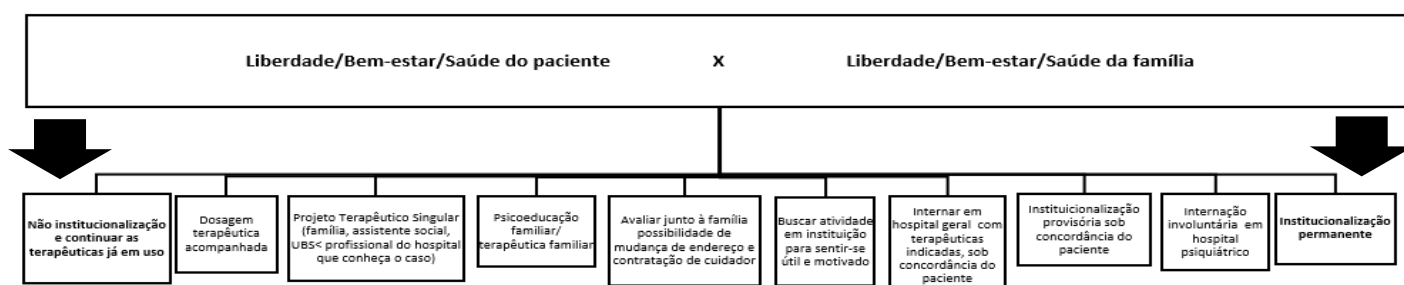 Liberdade/Bem-estar/Saúde do paciente X Liberdade/Bem-estar/Saúde da família
Não institucionalização
e continuar as
terapêuticas já em uso
Dosagem
terapêutica
acompanhada
Projeto Terapêutico Singular
(família, assistente social,
UBS< profissional do hospital
que conheça o caso)
Psicoeducação
familiar/
terapêutica familiar
Avaliar junto à família
possibilidade de
mudança de endereço e
contratação de cuidador
Buscar atividade
em instituição
para sentir-se
útil e motivado
Internar em
hospital geral com
terapêuticas
indicadas, sob
concordância do
paciente
Instituicionalização
provisória sob
concordância do
paciente
Internação
involuntária em
hospital
psiquiátrico
Institucionalização
permanente